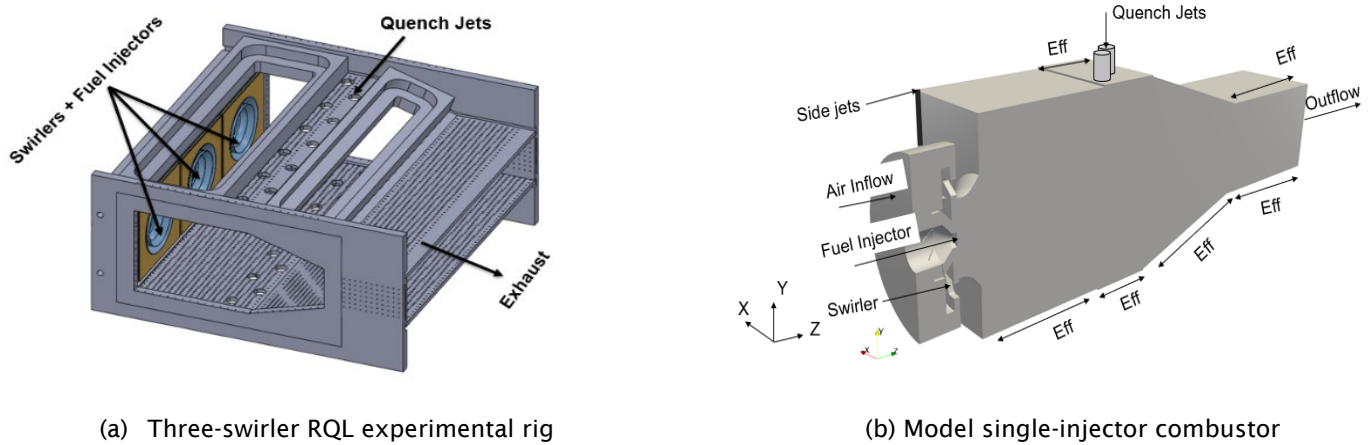 Quench Jets
Swirlers + Fuel Injectors
Exhaust
(a) Three-swirler RQL experimental rig
Quench Jets
Eff
Eff
Side jets
Outflow
Air Inflow
Eff
Fuel Injector
Eff
Swirler
Eff
Eff
Y
X
Z
Y
X
Z
(b) Model single-injector combustor